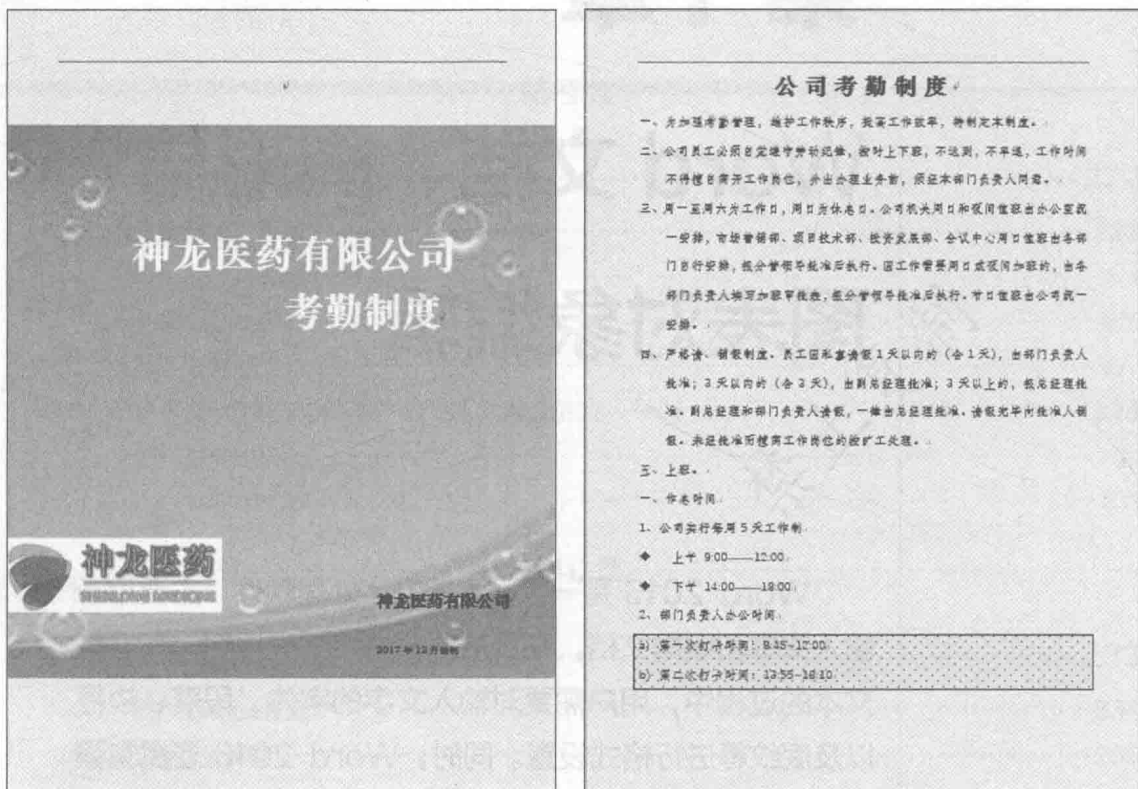 神龙医药有限公司
考勤制度
神龙医药
SHENLONG MEDICINE
神龙医药有限公司
2017年12月
公司考勤制度
一、为加强考勤管理，维护工作秩序，提高工作效率，特制定本制度。
二、公司员工必须自觉遵守劳动纪律，按时上下班，不迟到，不早退，工作时间
不得擅自离开工作岗位，外出办理业务前，须经本部门负责人同意。
三、周一至周六为工作日，周日为休息日。公司机关周日和夜间值班由办公室统
一安排，市场营销部、项目技术部、投资发展部、会议中心周日值班由各部
门自行安排，报分管领导批准后执行。因工作需要周日或夜间加班的，由各
部门负责人填写加班审批表，报分管领导批准后执行。节日值班由公司统一
安排。
四、严格请、销假制度。员工因私事请假1天以内的（含1天），由部门负责人
批准；3天以内的（含3天），由副总经理批准；3天以上的，报总经理批
准。副总经理和部门负责人请假，一律由总经理批准。请假完毕向批准人销
假。未经批准而擅离工作岗位的按旷工处理。
五、上班。
一、作息时间
1、公司实行每周5天工作制
◆ 上午 9:00——12:00
◆ 下午 14:00——18:00
2、部门负责人办公时间：
a) 第一次打卡时间：8:45-12:00
b) 第二次打卡时间：13:55-18:10